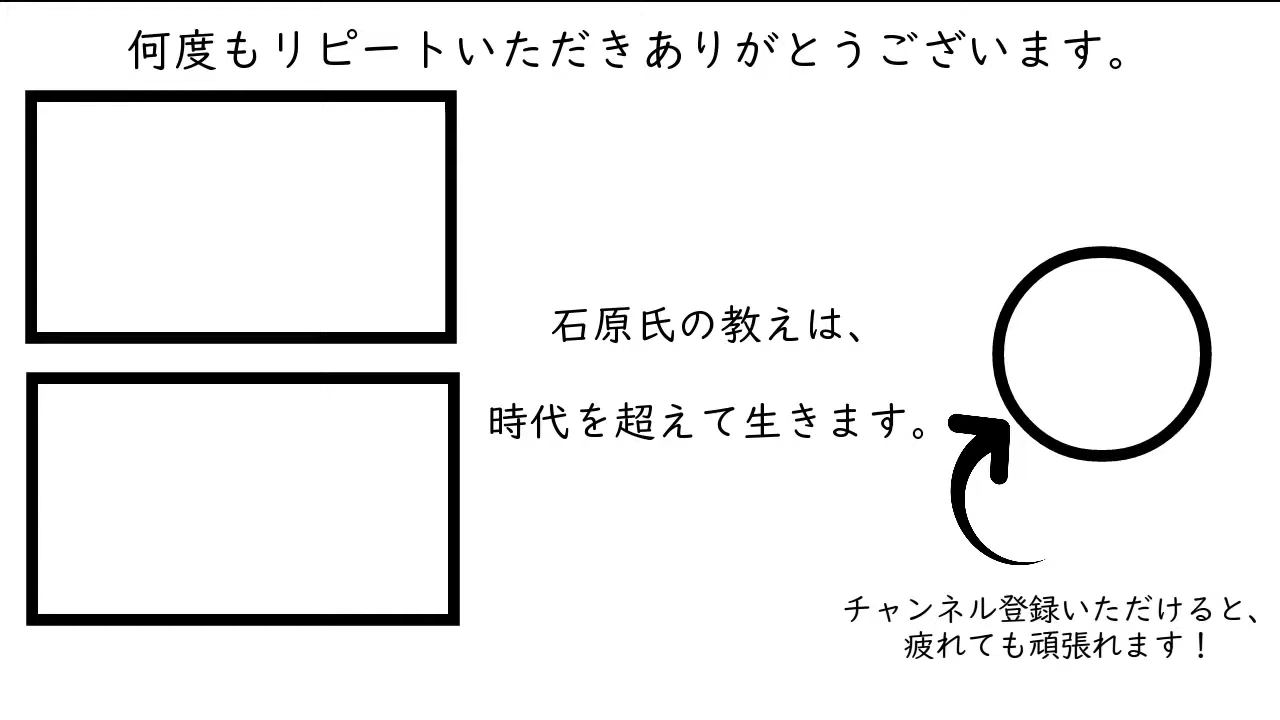 何度もリピートいただきありがとうございます。
石原氏の教えは、
時代を超えて生きます。
チャンネル登録いただけると、
疲れても頑張れます！